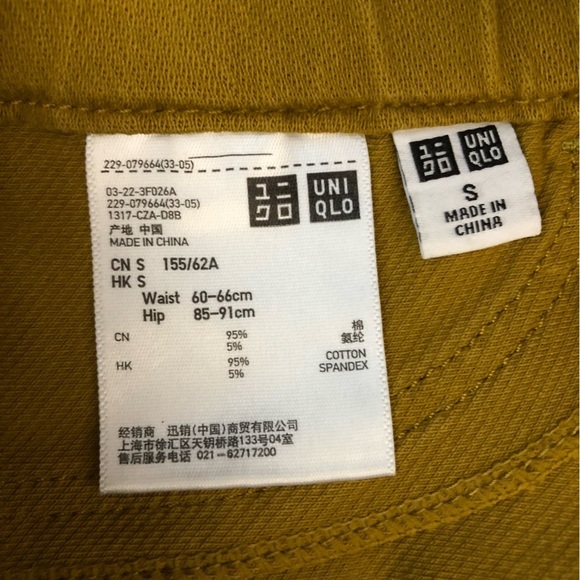 229-079664(33-05)
03-22-3F026A
229-079664(33-05)
1317-CZA-D8B
产地 中国
MADE IN CHINA
ユニクロ
UNIQLO
CN S 155/62A
HK S
Waist 60-66cm
Hip 85-91cm
CN 95% 棉
5% 氨纶
HK 95% COTTON
5% SPANDEX
经销商 迅销(中国)商贸有限公司
上海市徐汇区天钥桥路133号04室
售后服务电话 021-62717200
ユニクロ
UNIQLO
S
MADE IN
CHINA